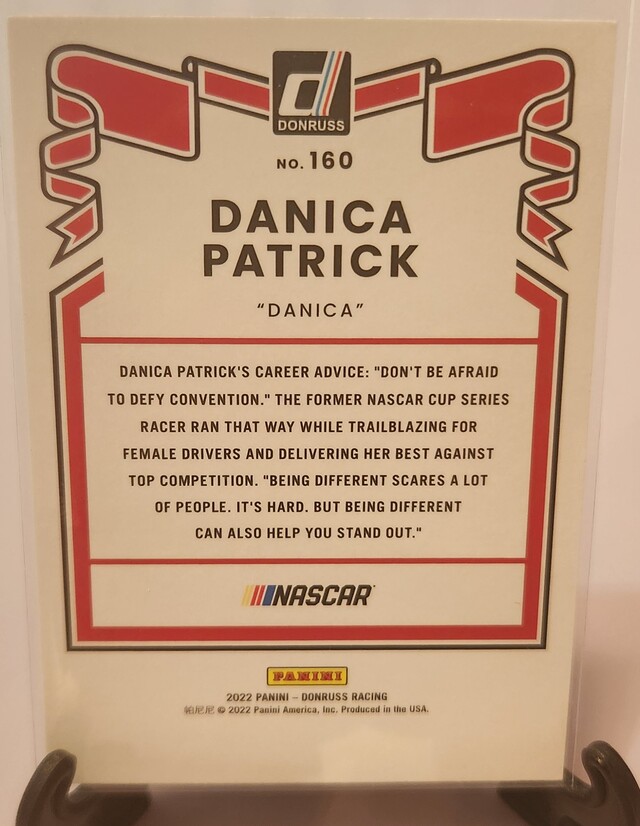 DONRUSS
NO. 160
DANICA
PATRICK
"DANICA"
DANICA PATRICK'S CAREER ADVICE: "DON'T BE AFRAID
TO DEFY CONVENTION." THE FORMER NASCAR CUP SERIES
RACER RAN THAT WAY WHILE TRAILBLAZING FOR
FEMALE DRIVERS AND DELIVERING HER BEST AGAINST
TOP COMPETITION. "BEING DIFFERENT SCARES A LOT
OF PEOPLE. IT'S HARD. BUT BEING DIFFERENT
CAN ALSO HELP YOU STAND OUT."
NASCAR
PANINI
2022 PANINI – DONRUSS RACING
帕尼尼 © 2022 Panini America, Inc. Produced in the USA.